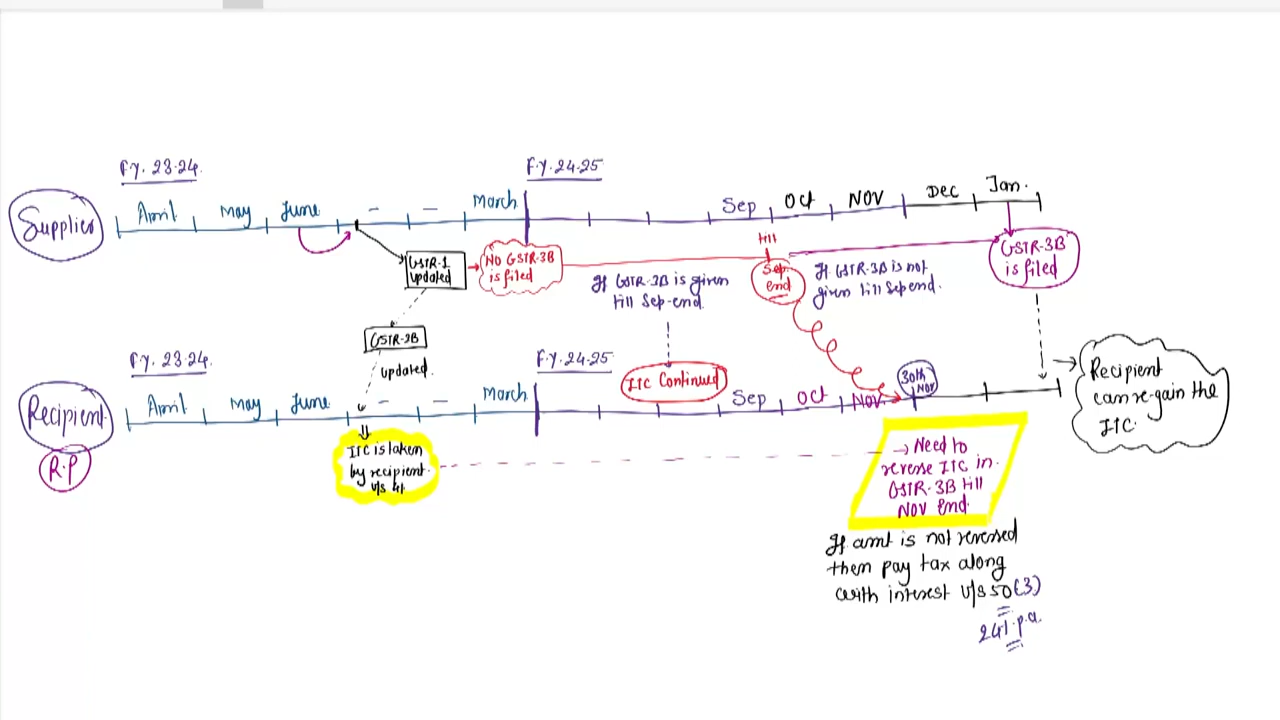 F.Y. 23-24
F.Y. 24-25
Supplier
April
May
June
March
Sep
Oct
NOV
DEC
Jan.
GSTR-1
updated
NO GSTR-3B
is filed
If GSTR-3B is given
till Sep-end.
till
Sep
end
If GSTR-3B is not
given till Sep end.
GSTR-3B
is filed
GSTR-2B
updated.
F.Y. 23-24.
F.Y. 24-25
Recipient
R.P
April
May
June
March
ITC Continued
Sep
Oct
NOV
30th
NOV
Recipient
can re-gain the
ITC.
ITC is taken
by recipient.
u/s 41
→ Need to
reverse ITC in
GSTR-3B till
NOV end.
If amt is not reversed
then pay tax along
with interest u/s 50(3)